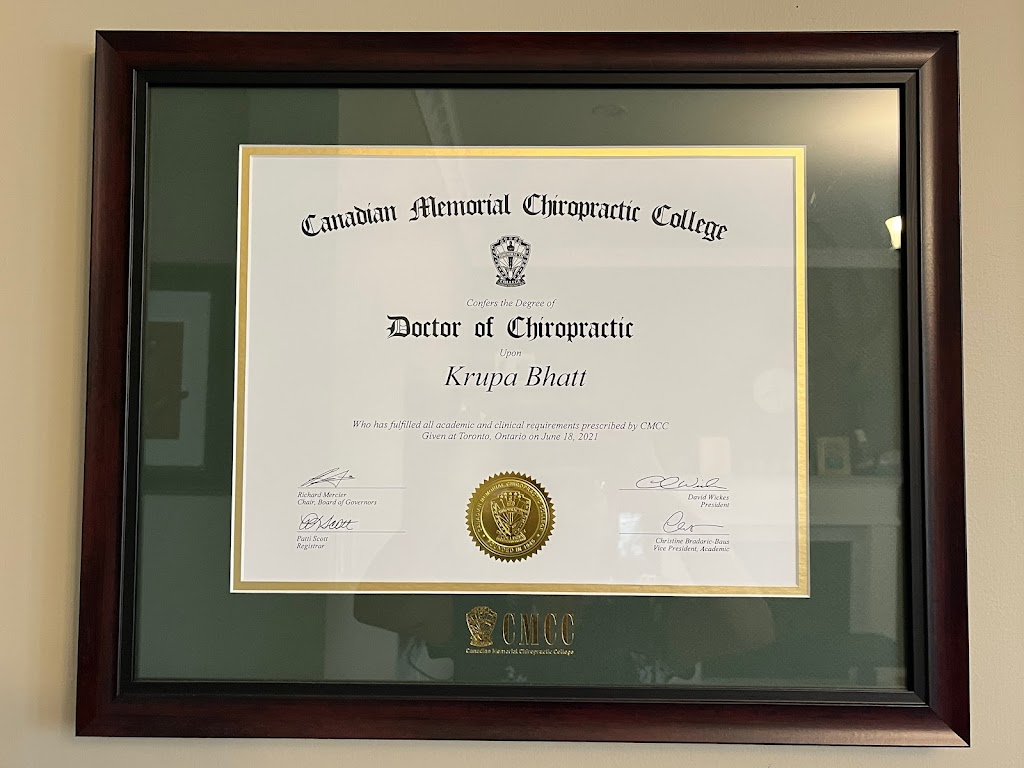 Canadian Memorial Chiropractic College
Confers the Degree of
Doctor of Chiropractic
Upon
Krupa Bhatt
Who has fulfilled all academic and clinical requirements prescribed by CMCC
Given at Toronto, Ontario on June 18, 2021
Richard Mercier
Chair, Board of Governors
Patti Scott
Registrar
David Wickes
President
Christine Bradaric-Baus
Vice President, Academic
CMCC
Canadian Memorial Chiropractic College